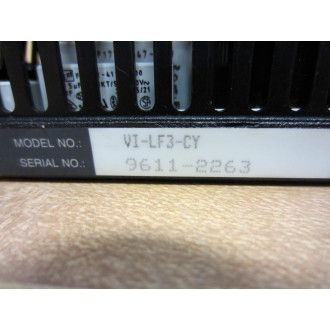 MODEL NO.: VI-LF3-CY
SERIAL NO.: 9611-2263